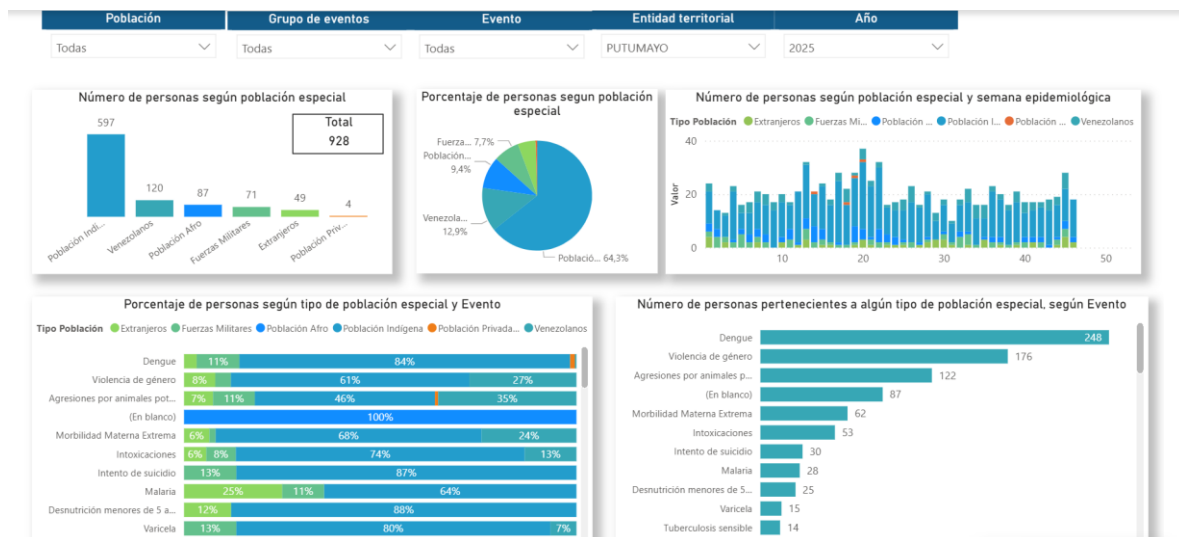 Población Grupo de eventos Evento Entidad territorial Año
Todas Todas Todas PUTUMAYO 2025
Número de personas según población especial
Total
928
597
120
87
71
49
4
Población Indí...
Venezolanos
Población Afro
Fuerzas Militares
Extranjeros
Población Priv...
Porcentaje de personas segun población
especial
Fuerza... 7,7%
Población...
9,4%
Venezola...
12,9%
Població... 64,3%
Número de personas según población especial y semana epidemiológica
Tipo Población Extranjeros Fuerzas Mi... Población ... Población I... Población ... Venezolanos
Valor
40
20
0
10 20 30 40 50
Porcentaje de personas según tipo de población especial y Evento
Tipo Población Extranjeros Fuerzas Militares Población Afro Población Indígena Población Privada... Venezolanos
Dengue 11% 84%
Violencia de género 8% 61% 27%
Agresiones por animales pot... 7% 11% 46% 35%
(En blanco) 100%
Morbilidad Materna Extrema 6% 68% 24%
Intoxicaciones 6% 8% 74% 13%
Intento de suicidio 13% 87%
Malaria 25% 11% 64%
Desnutrición menores de 5 a... 12% 88%
Varicela 13% 80% 7%
Número de personas pertenecientes a algún tipo de población especial, según Evento
Dengue 248
Violencia de género 176
Agresiones por animales p... 122
(En blanco) 87
Morbilidad Materna Extrema 62
Intoxicaciones 53
Intento de suicidio 30
Malaria 28
Desnutrición menores de 5... 25
Varicela 15
Tuberculosis sensible 14